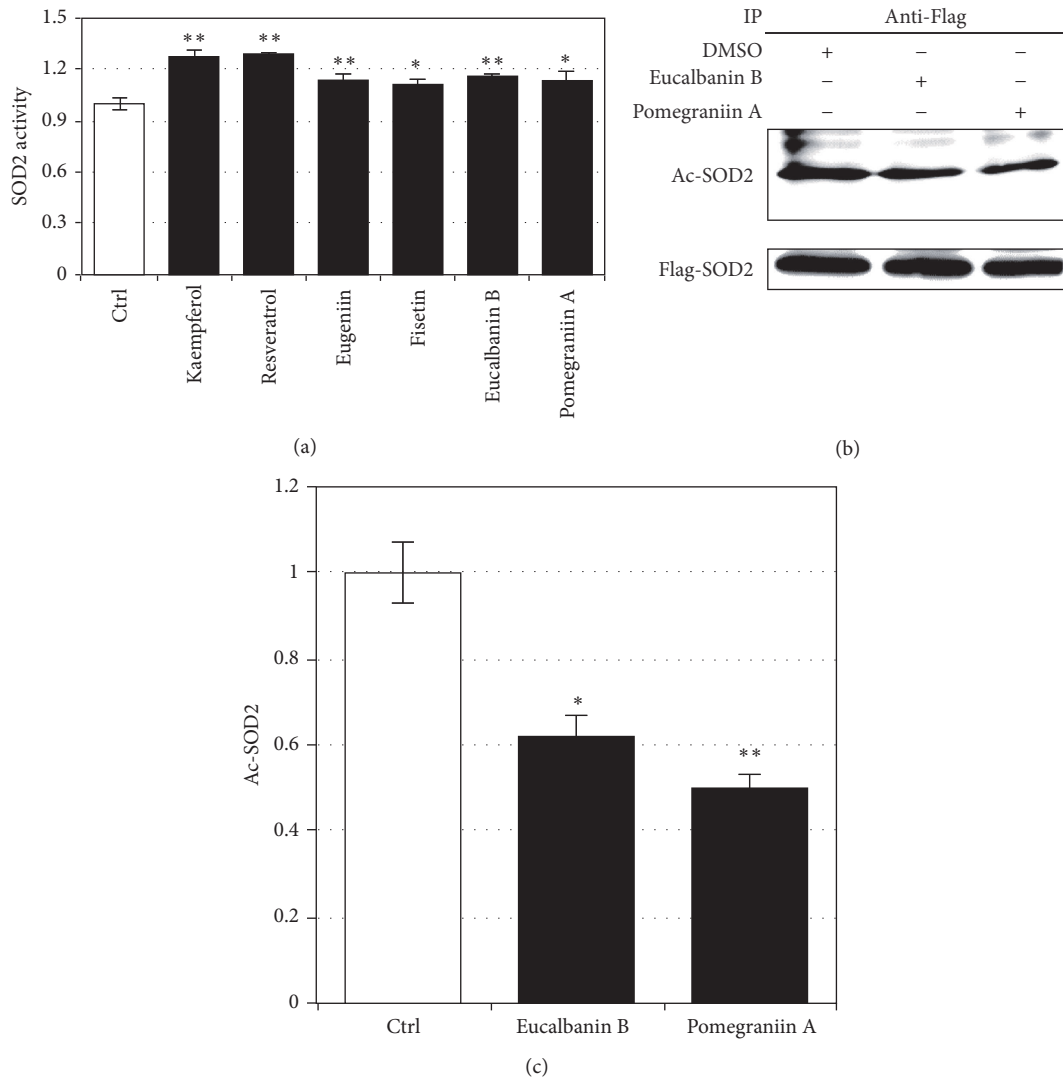 SOD2 activity
1.5
1.2
0.9
0.6
0.3
0
** ** ** * ** *
Ctrl
Kaempferol
Resveratrol
Eugeniin
Fisetin
Eucalbanin B
Pomegraniin A
(a)
IP Anti-Flag
DMSO + − −
Eucalbanin B − + −
Pomegraniin A − − +
Ac-SOD2
Flag-SOD2
(b)
Ac-SOD2
1.2
1
0.8
0.6
0.4
0.2
0
*
**
Ctrl Eucalbanin B Pomegraniin A
(c)